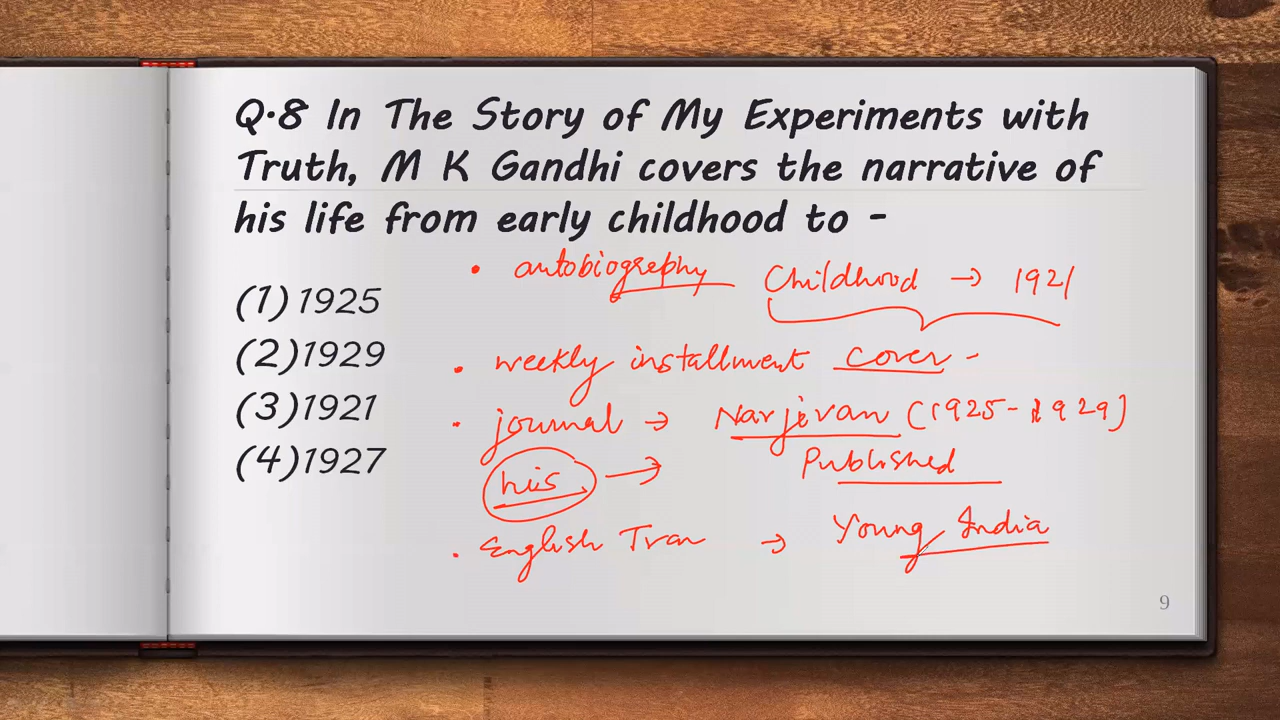 Q.8 In The Story of My Experiments with
Truth, M K Gandhi covers the narrative of
his life from early childhood to -
• autobiography Childhood → 1921
(1) 1925
(2) 1929
• weekly installment cover -
(3) 1921
• journal → Narjivan (1925-1929)
(4) 1927
his → Published
• English Tran → Young India
9